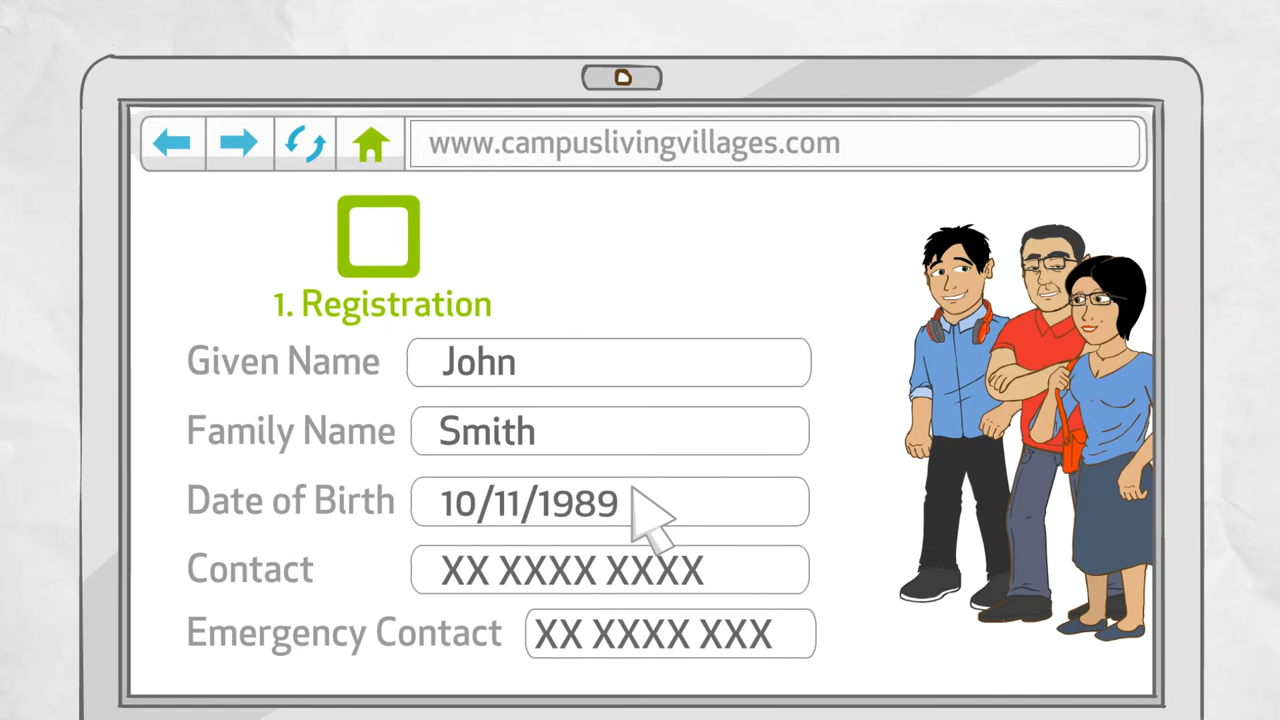 www.campuslivingvillages.com
1. Registration
Given Name John
Family Name Smith
Date of Birth 10/11/1989
Contact XX XXXX XXXX
Emergency Contact XX XXXX XXX